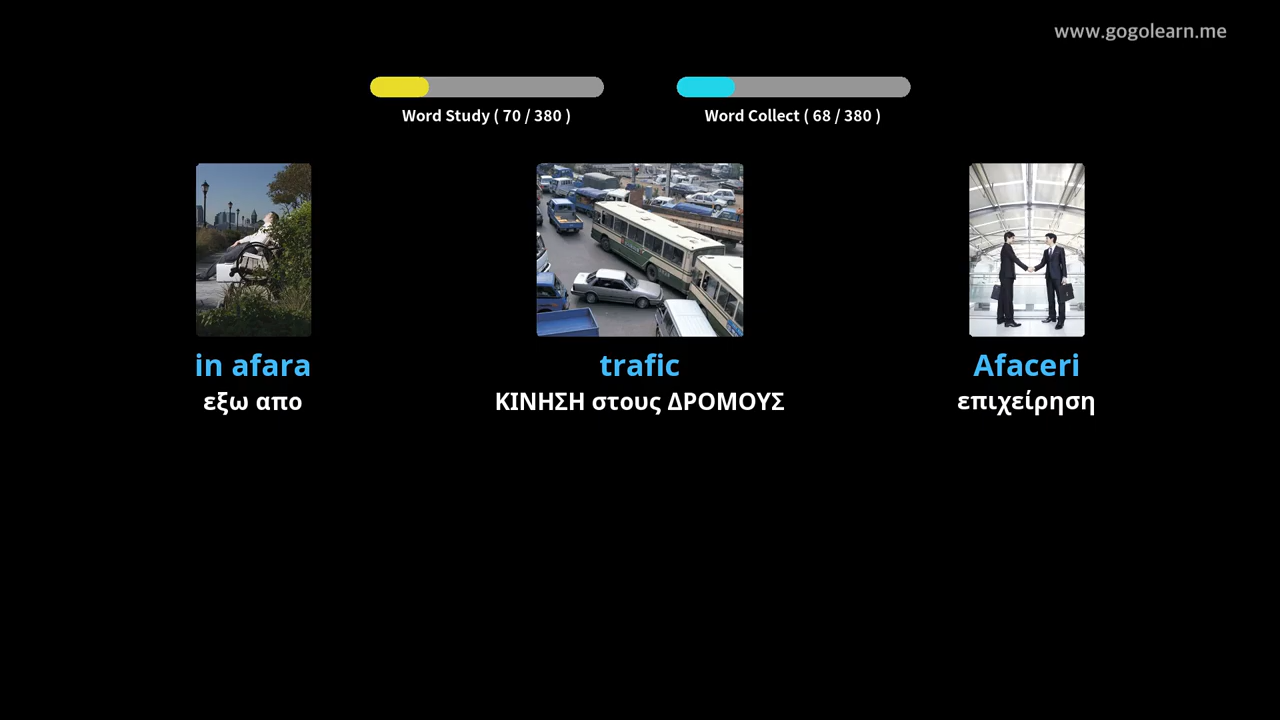 www.gogolearn.me
Word Study ( 70 / 380 )
Word Collect ( 68 / 380 )
in afara
εξω απο
trafic
ΚΙΝΗΣΗ στους ΔΡΟΜΟΥΣ
Afaceri
επιχείρηση